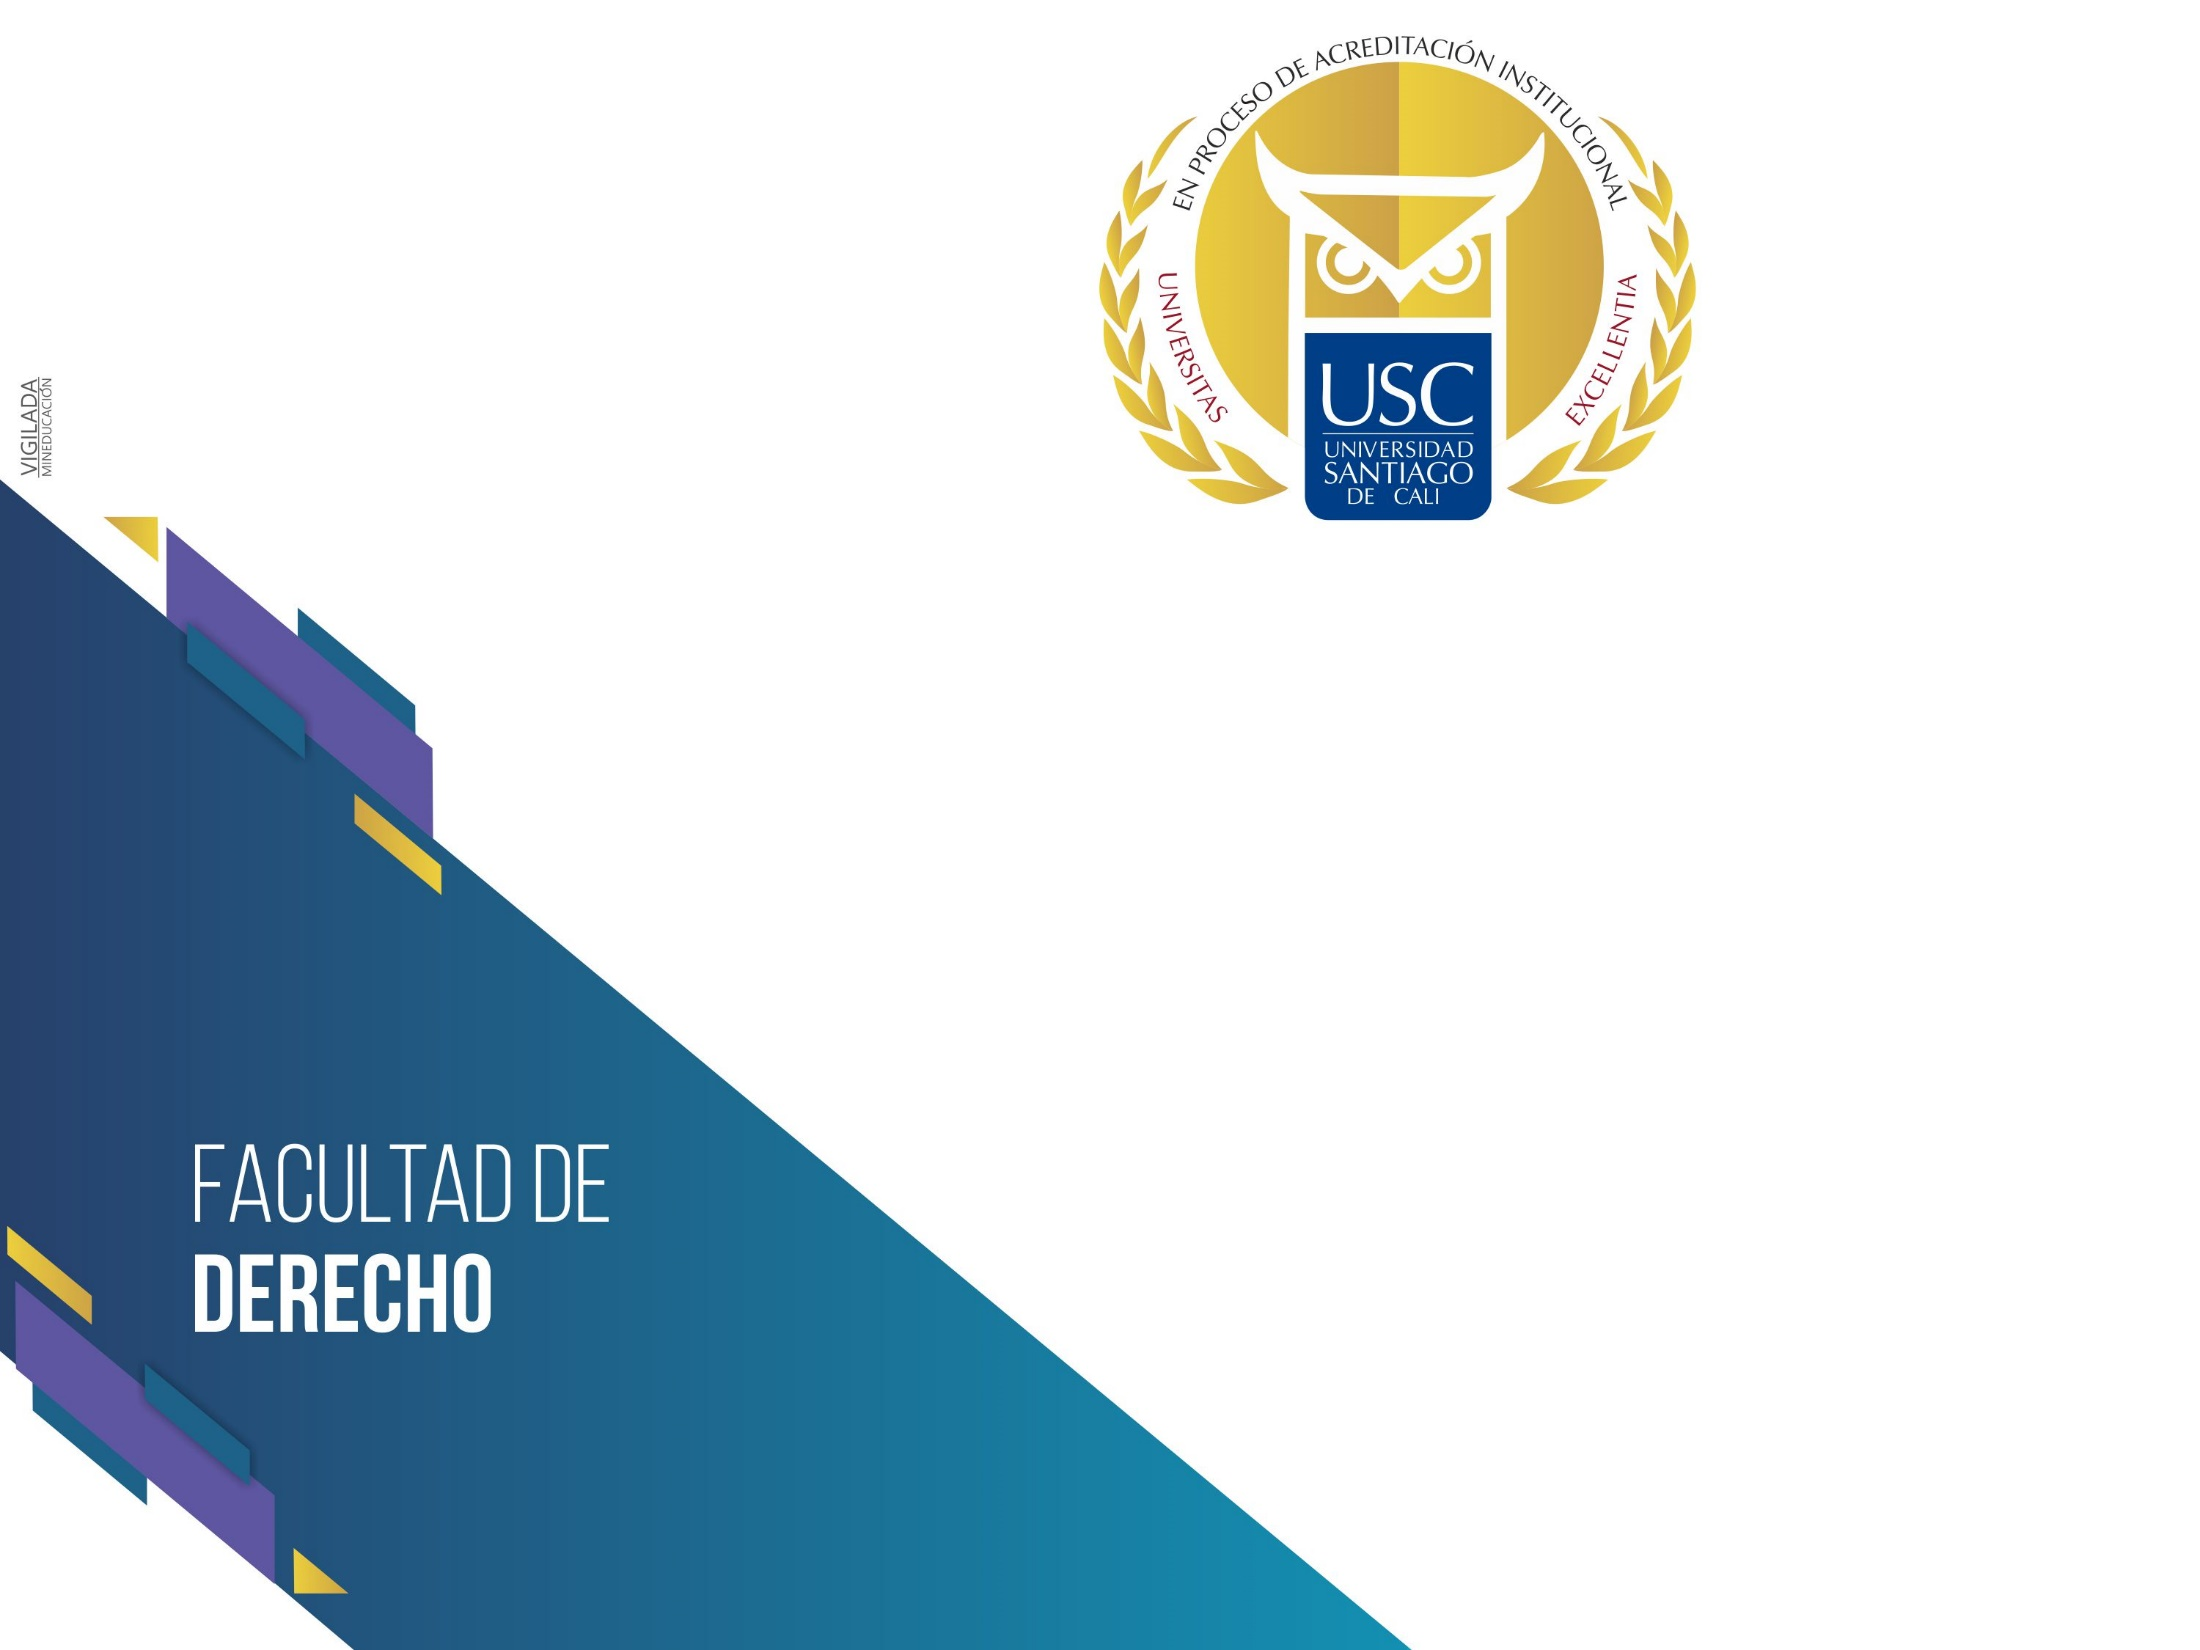 EN PROCESO DE ACREDITACIÓN INSTITUCIONAL
UNIVERSITAS
EXCELLENTIA
USC
UNIVERSIDAD
SANTIAGO
DE CALI
VIGILADA
MINEDUCACIÓN
FACULTAD DE
DERECHO